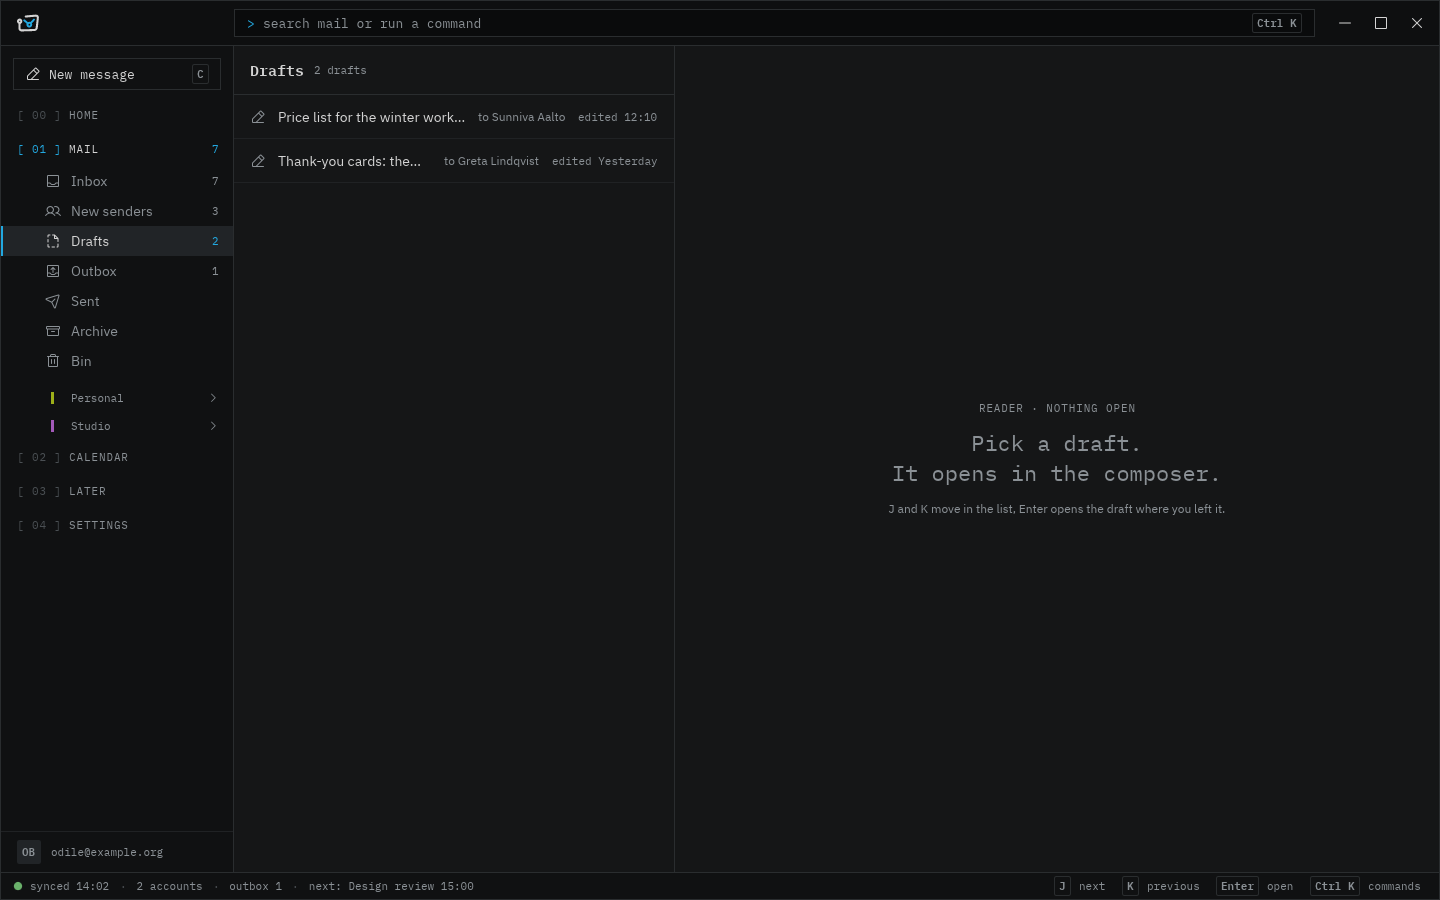 > search mail or run a command Ctrl K
New message C
[ 00 ] HOME
[ 01 ] MAIL 7
Inbox 7
New senders 3
Drafts 2
Outbox 1
Sent
Archive
Bin
Personal
Studio
[ 02 ] CALENDAR
[ 03 ] LATER
[ 04 ] SETTINGS
OB odile@example.org
Drafts 2 drafts
Price list for the winter work... to Sunniva Aalto edited 12:10
Thank-you cards: the... to Greta Lindqvist edited Yesterday
READER · NOTHING OPEN
Pick a draft.
It opens in the composer.
J and K move in the list, Enter opens the draft where you left it.
synced 14:02 · 2 accounts · outbox 1 · next: Design review 15:00
J next K previous Enter open Ctrl K commands